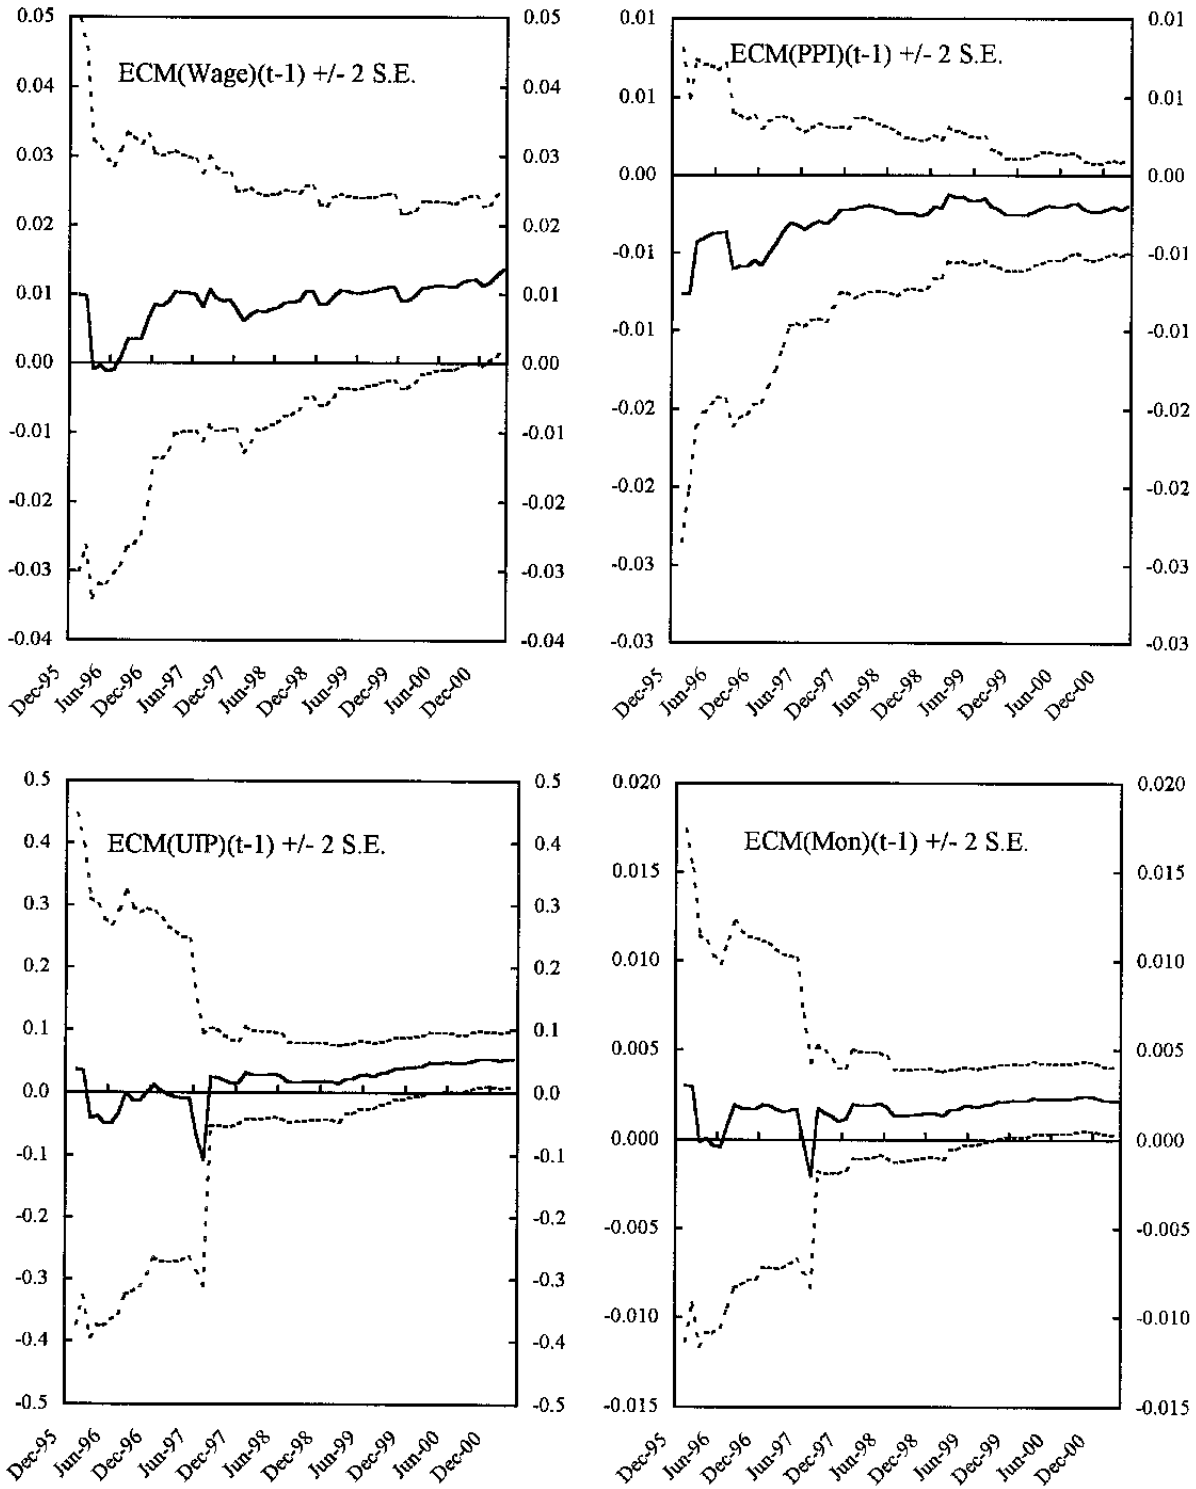 ECM(Wage)(t-1) +/- 2 S.E.
0.05
0.04
0.03
0.02
0.01
0.00
-0.01
-0.02
-0.03
-0.04
0.05
0.04
0.03
0.02
0.01
0.00
-0.01
-0.02
-0.03
-0.04
Dec-95
Jun-96
Dec-96
Jun-97
Dec-97
Jun-98
Dec-98
Jun-99
Dec-99
Jun-00
Dec-00
ECM(PPI)(t-1) +/- 2 S.E.
0.01
0.01
0.00
-0.01
-0.01
-0.02
-0.02
-0.03
-0.03
0.01
0.01
0.00
-0.01
-0.01
-0.02
-0.02
-0.03
-0.03
Dec-95
Jun-96
Dec-96
Jun-97
Dec-97
Jun-98
Dec-98
Jun-99
Dec-99
Jun-00
Dec-00
ECM(UIP)(t-1) +/- 2 S.E.
0.5
0.4
0.3
0.2
0.1
0.0
-0.1
-0.2
-0.3
-0.4
-0.5
0.5
0.4
0.3
0.2
0.1
0.0
-0.1
-0.2
-0.3
-0.4
-0.5
Dec-95
Jun-96
Dec-96
Jun-97
Dec-97
Jun-98
Dec-98
Jun-99
Dec-99
Jun-00
Dec-00
ECM(Mon)(t-1) +/- 2 S.E.
0.020
0.015
0.010
0.005
0.000
-0.005
-0.010
-0.015
0.020
0.015
0.010
0.005
0.000
-0.005
-0.010
-0.015
Dec-95
Jun-96
Dec-96
Jun-97
Dec-97
Jun-98
Dec-98
Jun-99
Dec-99
Jun-00
Dec-00